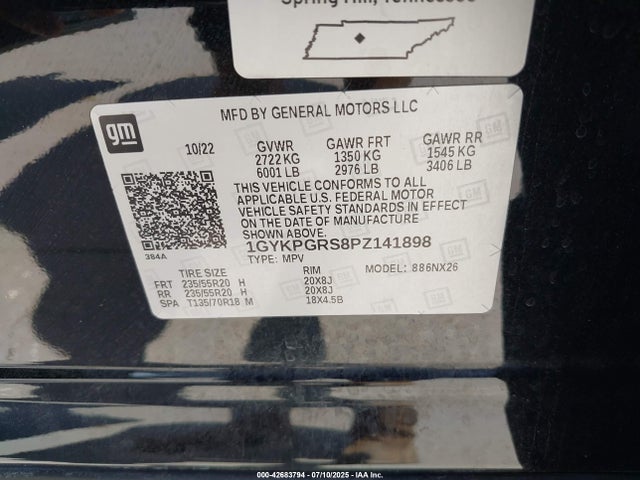 Spring Hill, Tennessee
gm
MFD BY GENERAL MOTORS LLC
10/22
GVWR
2722 KG
6001 LB
GAWR FRT
1350 KG
2976 LB
GAWR RR
1545 KG
3406 LB
THIS VEHICLE CONFORMS TO ALL
APPLICABLE U.S. FEDERAL MOTOR
VEHICLE SAFETY STANDARDS IN EFFECT
ON THE DATE OF MANUFACTURE
SHOWN ABOVE.
384A
1GYKPGRS8PZ141898
TYPE: MPV
MODEL: 886NX26
TIRE SIZE RIM
FRT 235/55R20 H 20X8J
RR 235/55R20 H 20X8J
SPA T135/70R18 M 18X4.5B
000-42683794 - 07/10/2025 - IAA Inc.